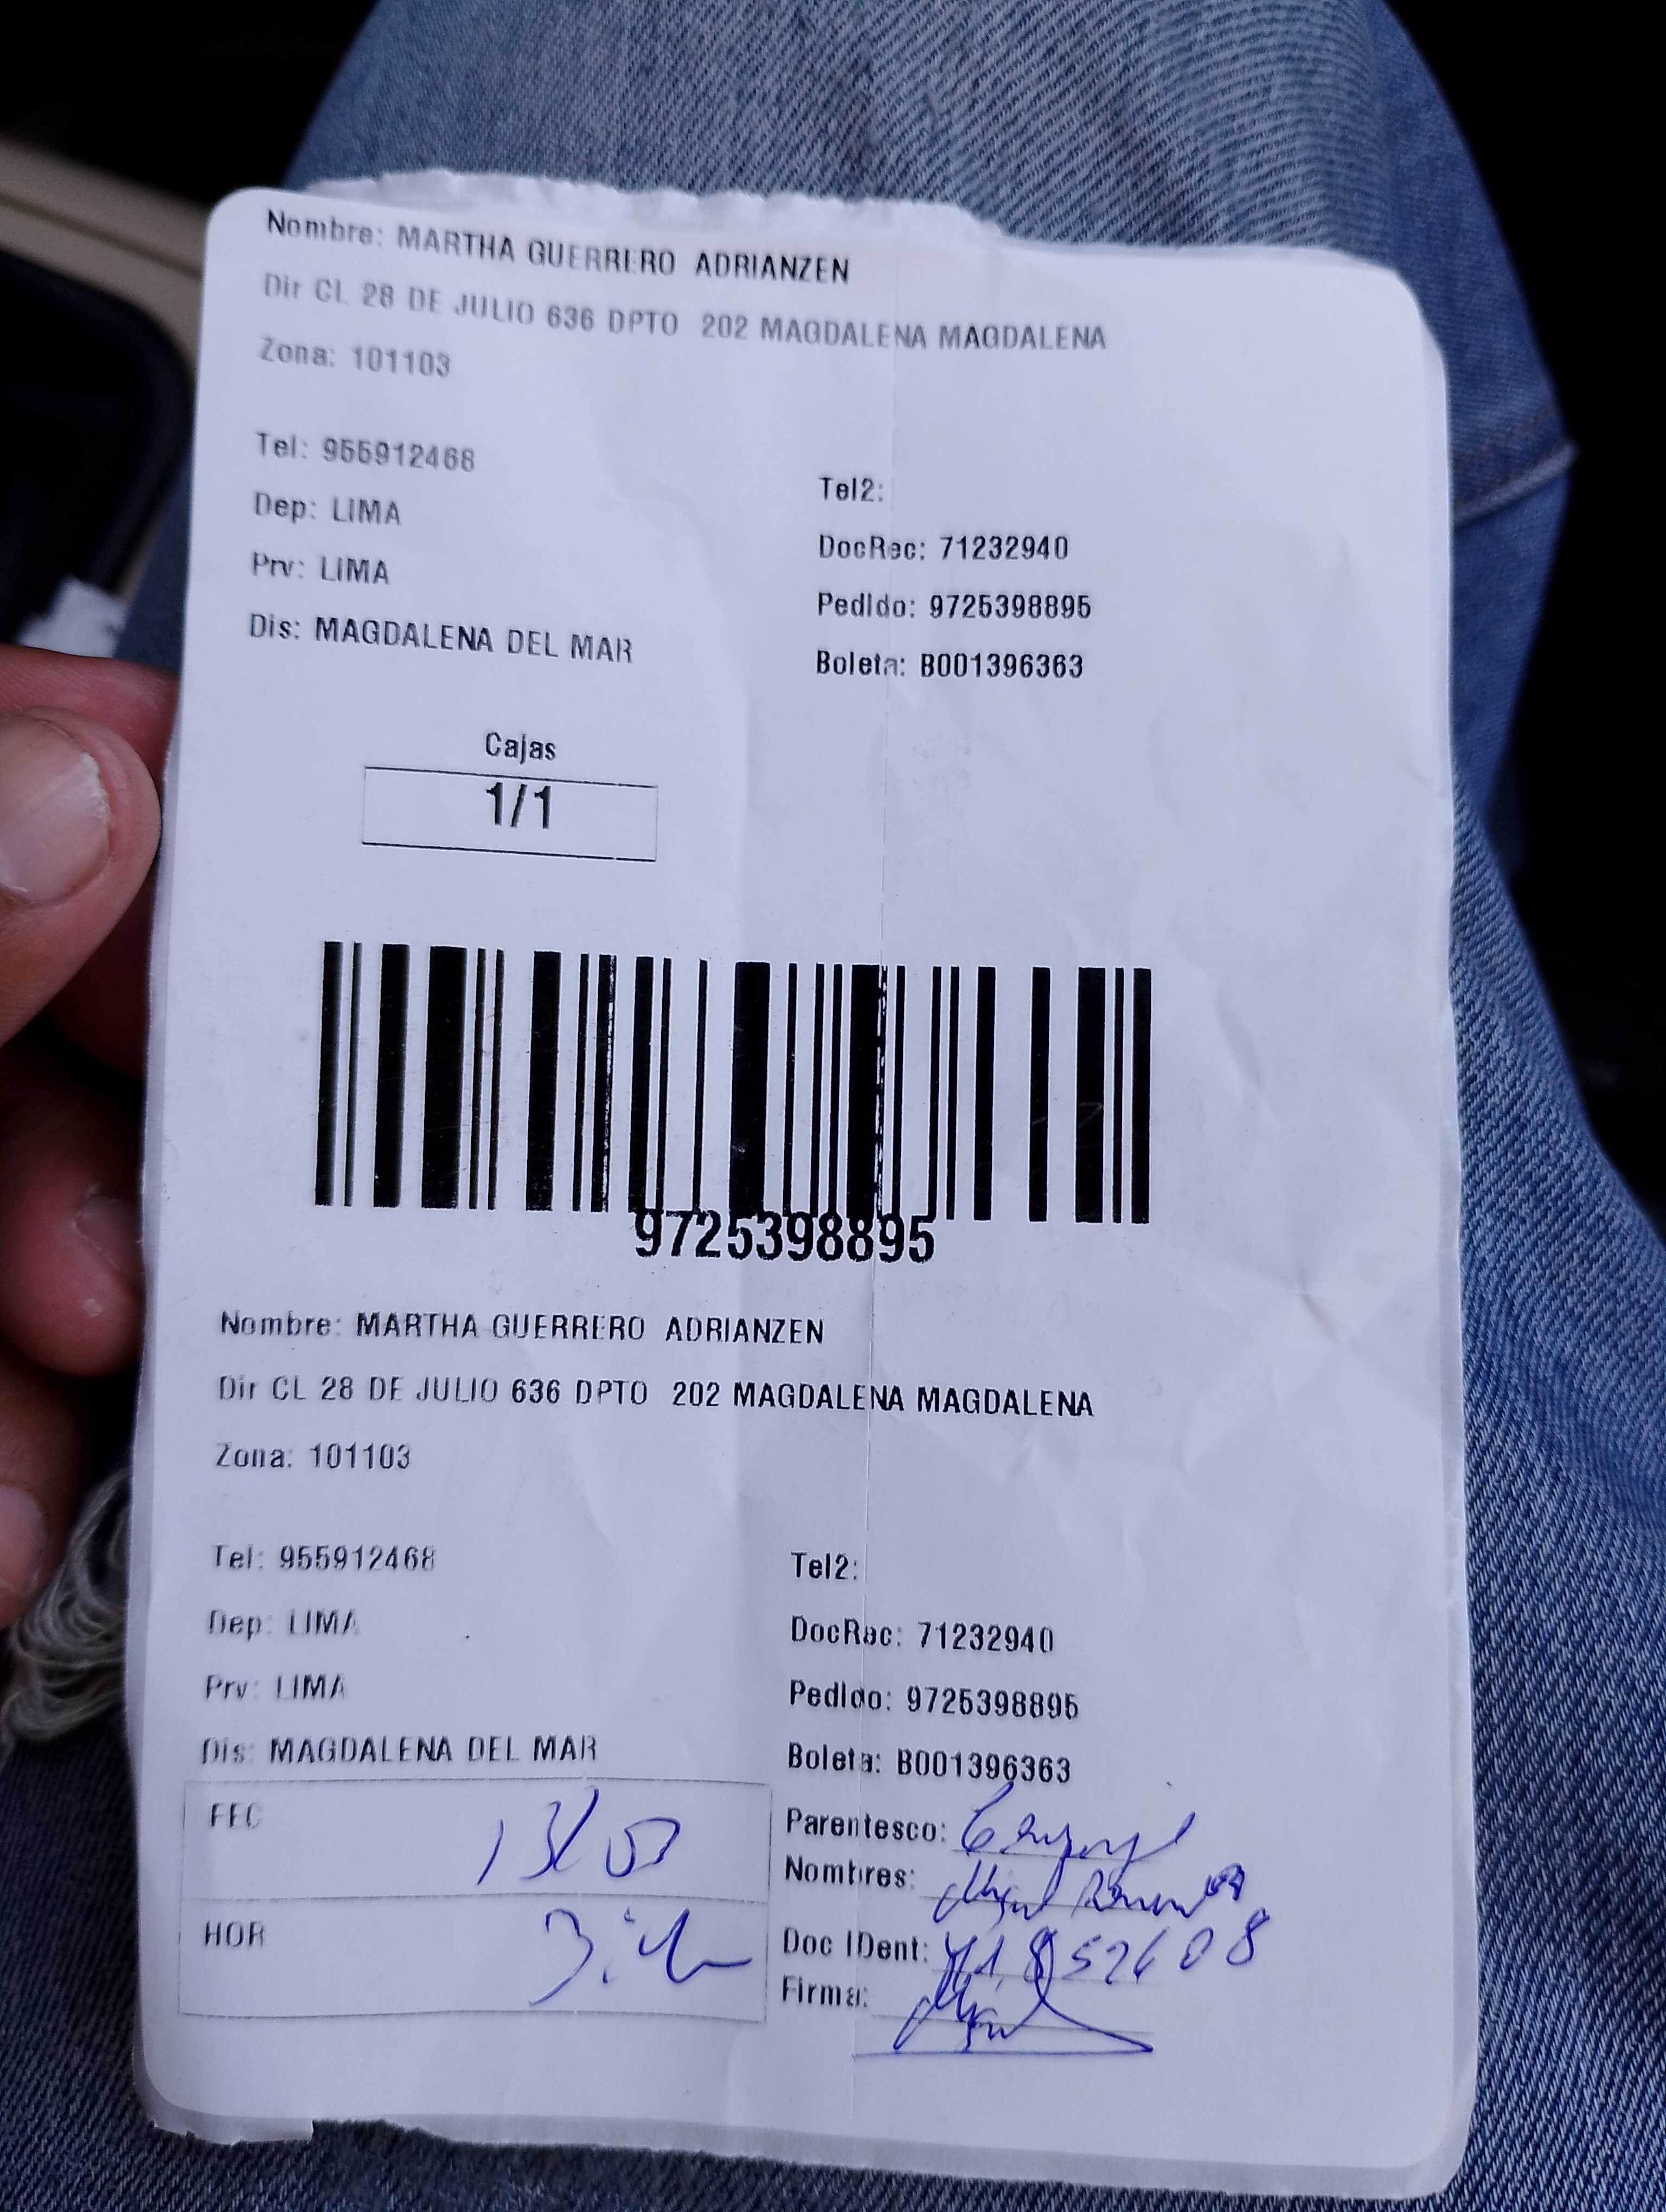 Nombre: MARTHA GUERRERO ADRIANZEN
Dir CL 28 DE JULIO 636 DPTO 202 MAGDALENA MAGDALENA
Zona: 101103
Tel: 955912468
Tel2:
Dep: LIMA
DocRec: 71232940
Prv: LIMA
Pedido: 9725398895
Dis: MAGDALENA DEL MAR
Boleta: B001396363
Cajas
1/1
9725398895
Nombre: MARTHA GUERRERO ADRIANZEN
Dir CL 28 DE JULIO 636 DPTO 202 MAGDALENA MAGDALENA
Zona: 101103
Tel: 955912468
Tel2:
Dep: LIMA
DocRec: 71232940
Prv: LIMA
Pedido: 9725398895
Dis: MAGDALENA DEL MAR
Boleta: B001396363
FEC
Parentesco:
Nombres:
HOR
Doc IDent:
Firma: